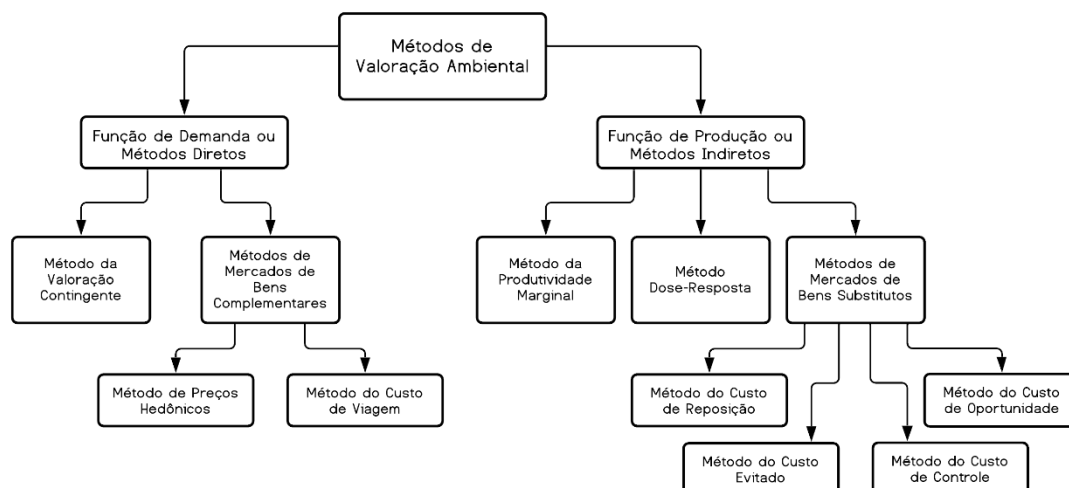 Métodos de
Valoração Ambiental
Função de Demanda ou
Métodos Diretos
Função de Produção ou
Métodos Indiretos
Método da
Valoração
Contingente
Métodos de
Mercados de
Bens
Complementares
Método da
Produtividade
Marginal
Método
Dose-Resposta
Métodos de
Mercados de
Bens Substitutos
Método de Preços
Hedônicos
Método do Custo
de Viagem
Método do Custo
de Reposição
Método do Custo
de Oportunidade
Método do Custo
Evitado
Método do Custo
de Controle